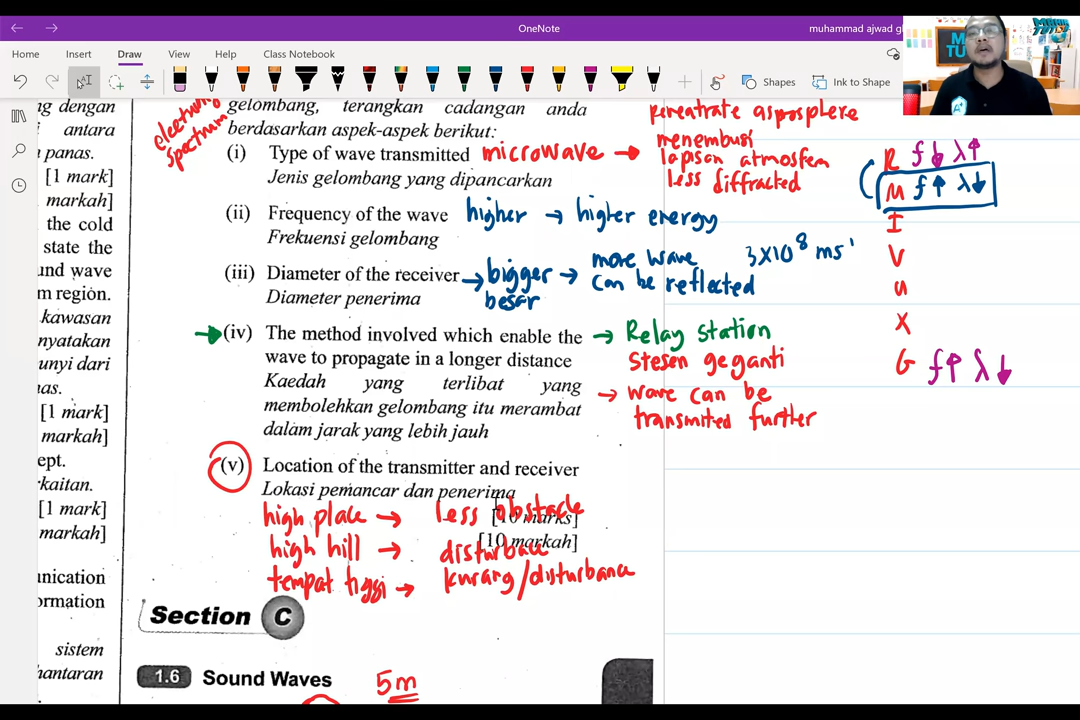 OneNote
muhammad ajwad gh
Home Insert Draw View Help Class Notebook
Shapes Ink to Shape
ng dengan
antara
panas.
[1 mark]
markah]
the cold
state the
und wave
m region.
kawasan
nyatakan
unyi dari
nas.
[1 mark]
markah]
ept.
rkaitan.
[1 mark]
markah]
unication
ormation
sistem
hantaran
spectrum
gelombang, terangkan cadangan anda
berdasarkan aspek-aspek berikut:
(i) Type of wave transmitted microwave →
Jenis gelombang yang dipancarkan
penetrate
menembusi
lapsan atmosfera
less diffracted
(ii) Frequency of the wave higher → higher energy
Frekuensi gelombang
(iii) Diameter of the receiver → bigger → more wave
Diameter penerima besar can be reflected
3×10⁸ ms⁻¹
→ (iv) The method involved which enable the → Relay station
wave to propagate in a longer distance Stesen geganti
Kaedah yang terlibat yang → wave can be
membolehkan gelombang itu merambat transmited further
dalam jarak yang lebih jauh
(v) Location of the transmitter and receiver
Lokasi pemancar dan penerima
high place → less obstacle
[10 marks]
[10 markah]
high hill →
tempat tiggi → kurang/disturbance
R f↓ λ↑
M f↑ λ↓
I
V
u
X
G f↑ λ↓
Section C
1.6 Sound Waves 5m